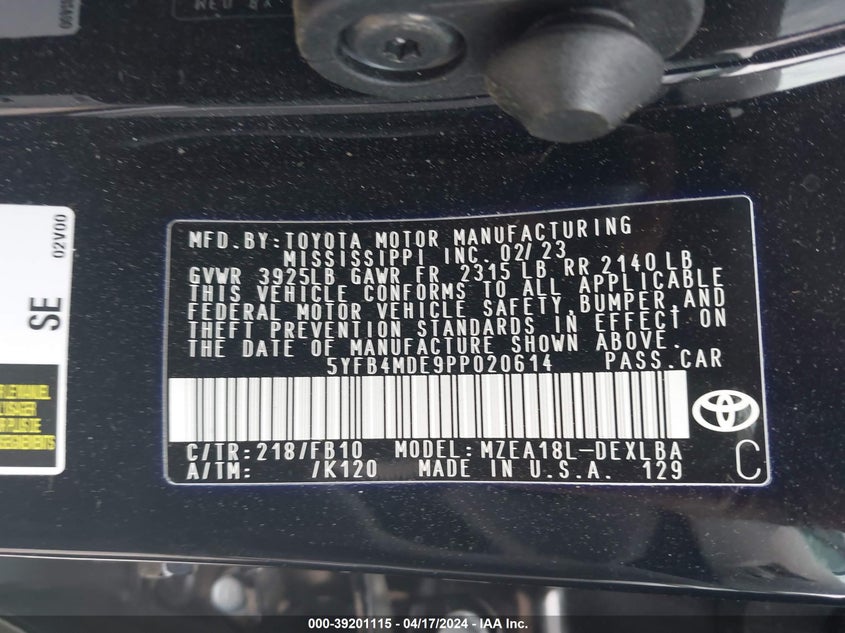 SE
02V00
MFD.BY:TOYOTA MOTOR MANUFACTURING
MISSISSIPPI INC. 02/23
GVWR 3925LB GAWR FR 2315 LB RR 2140 LB
THIS VEHICLE CONFORMS TO ALL APPLICABLE
FEDERAL MOTOR VEHICLE SAFETY,BUMPER,AND
THEFT PREVENTION STANDARDS IN EFFECT ON
THE DATE OF MANUFACTURE SHOWN ABOVE.
5YFB4MDE9PP020614 PASS.CAR
C/TR:218/FB10 MODEL:MZEA18L-DEXLBA
A/TM: /K120 MADE IN U.S.A. 129
C
000-39201115 - 04/17/2024 - IAA Inc.